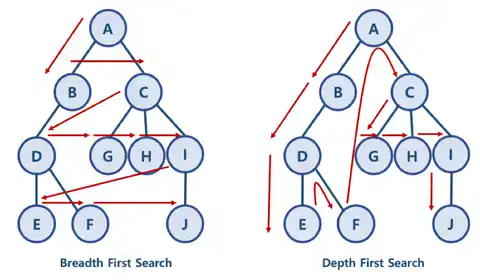 A A
B C B C
D G H I D G H I
E F J E F J
Breadth First Search Depth First Search